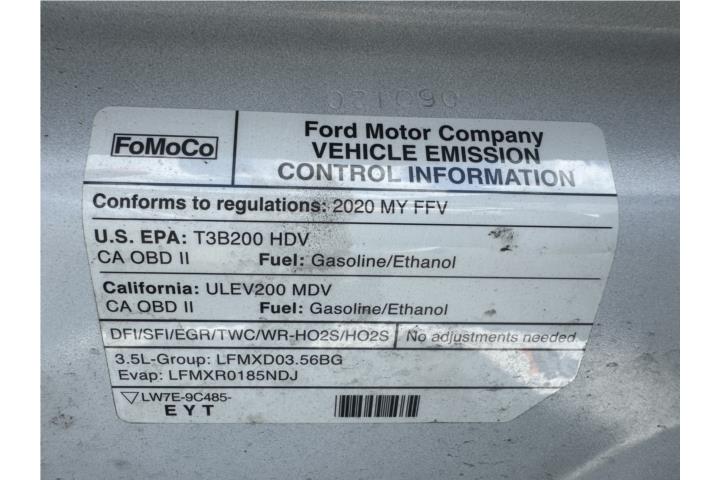 FoMoCo
Ford Motor Company
VEHICLE EMISSION
CONTROL INFORMATION
Conforms to regulations: 2020 MY FFV
U.S. EPA: T3B200 HDV
CA OBD II Fuel: Gasoline/Ethanol
California: ULEV200 MDV
CA OBD II Fuel: Gasoline/Ethanol
DFI/SFI/EGR/TWC/WR-HO2S/HO2S No adjustments needed.
3.5L-Group: LFMXD03.56BG
Evap: LFMXR0185NDJ
LW7E-9C485-
E Y T